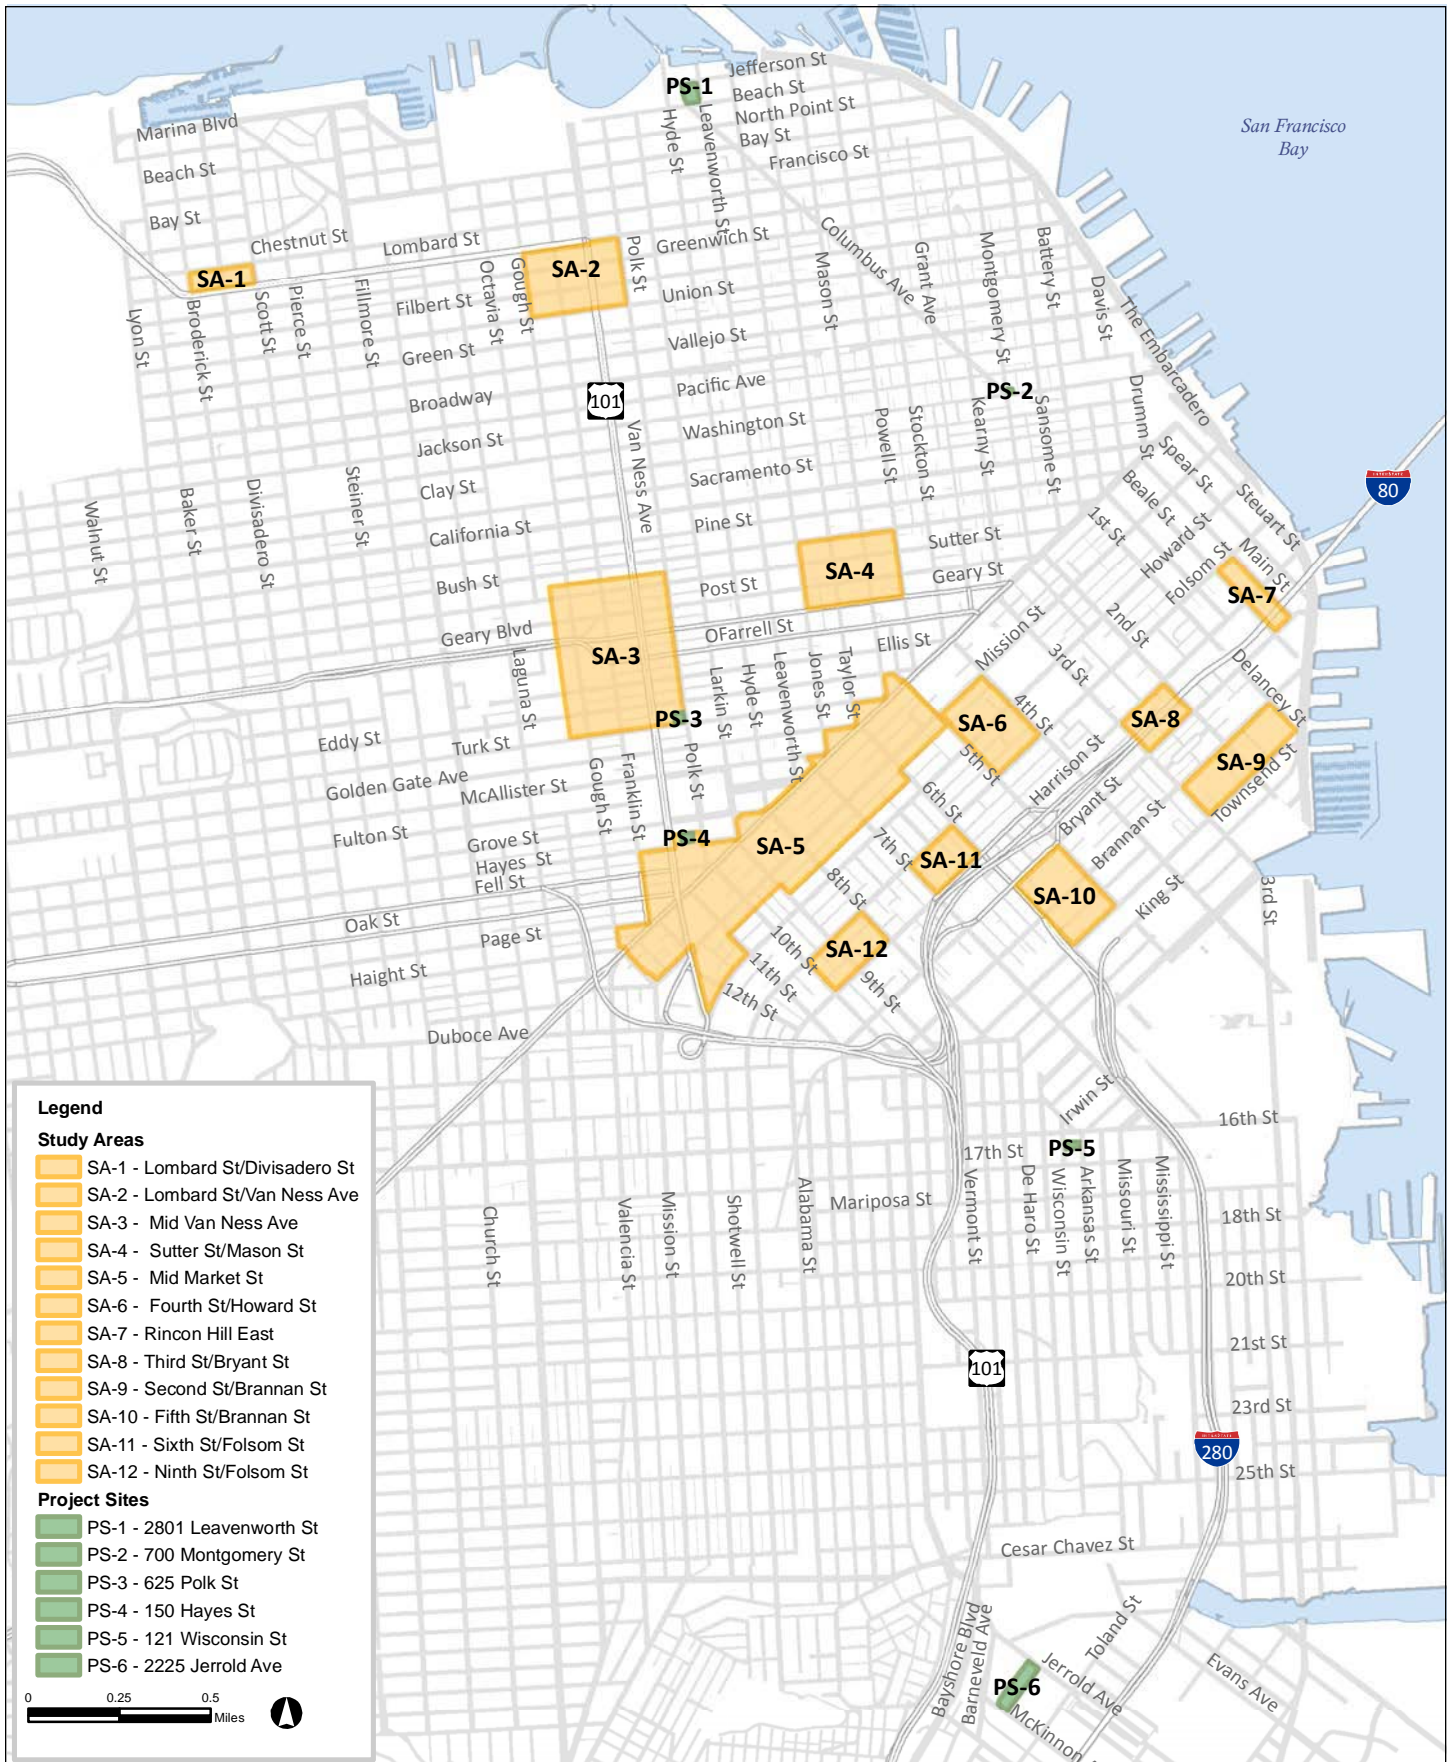 Jefferson St
PS-1
Beach St
North Point St
Bay St
Hyde St
Leavenworth St
Francisco St
San Francisco
Bay
Marina Blvd
Beach St
Bay St
Chestnut St
Lombard St
SA-1
SA-2
Polk St
Greenwich St
Columbus Ave
Grant Ave
Montgomery St
Battery St
Davis St
The Embarcadero
Mason St
Union St
Vallejo St
Pacific Ave
Washington St
Sacramento St
Pine St
Lyon St
Broderick St
Scott St
Pierce St
Fillmore St
Filbert St
Octavia St
Gough St
Green St
Broadway
101
Jackson St
Clay St
California St
Bush St
Van Ness Ave
PS-2
Powell St
Stockton St
Kearny St
Sansome St
Drumm St
Spear St
Steuart St
80
Beale St
1st St
Howard St
Folsom St
Main St
Walnut St
Baker St
Divisadero St
Steiner St
SA-4
Sutter St
Geary St
Post St
SA-7
Geary Blvd
SA-3
OFarrell St
Ellis St
Mission St
2nd St
3rd St
Delancey St
Laguna St
Larkin St
Hyde St
Leavenworth St
Jones St
Taylor St
PS-3
SA-6
4th St
5th St
SA-8
SA-9
Townsend St
Eddy St
Turk St
Golden Gate Ave
McAllister St
Fulton St
Grove St
Hayes St
Fell St
Gough St
Franklin St
Polk St
PS-4
SA-5
6th St
7th St
8th St
Harrison St
Bryant St
Brannan St
SA-11
SA-10
King St
3rd St
Oak St
Page St
Haight St
10th St
11th St
12th St
SA-12
9th St
Duboce Ave
Irwin St
16th St
17th St
PS-5
Mariposa St
Church St
Valencia St
Mission St
Shotwell St
Alabama St
Vermont St
De Haro St
Wisconsin St
Arkansas St
Missouri St
Mississippi St
18th St
20th St
21st St
101
23rd St
280
25th St
Cesar Chavez St
Bayshore Blvd
Barneveld Ave
Toland St
PS-6
Jerrold Ave
McKinnon
Evans Ave
Legend
Study Areas
SA-1 - Lombard St/Divisadero St
SA-2 - Lombard St/Van Ness Ave
SA-3 - Mid Van Ness Ave
SA-4 - Sutter St/Mason St
SA-5 - Mid Market St
SA-6 - Fourth St/Howard St
SA-7 - Rincon Hill East
SA-8 - Third St/Bryant St
SA-9 - Second St/Brannan St
SA-10 - Fifth St/Brannan St
SA-11 - Sixth St/Folsom St
SA-12 - Ninth St/Folsom St
Project Sites
PS-1 - 2801 Leavenworth St
PS-2 - 700 Montgomery St
PS-3 - 625 Polk St
PS-4 - 150 Hayes St
PS-5 - 121 Wisconsin St
PS-6 - 2225 Jerrold Ave
0 0.25 0.5
Miles